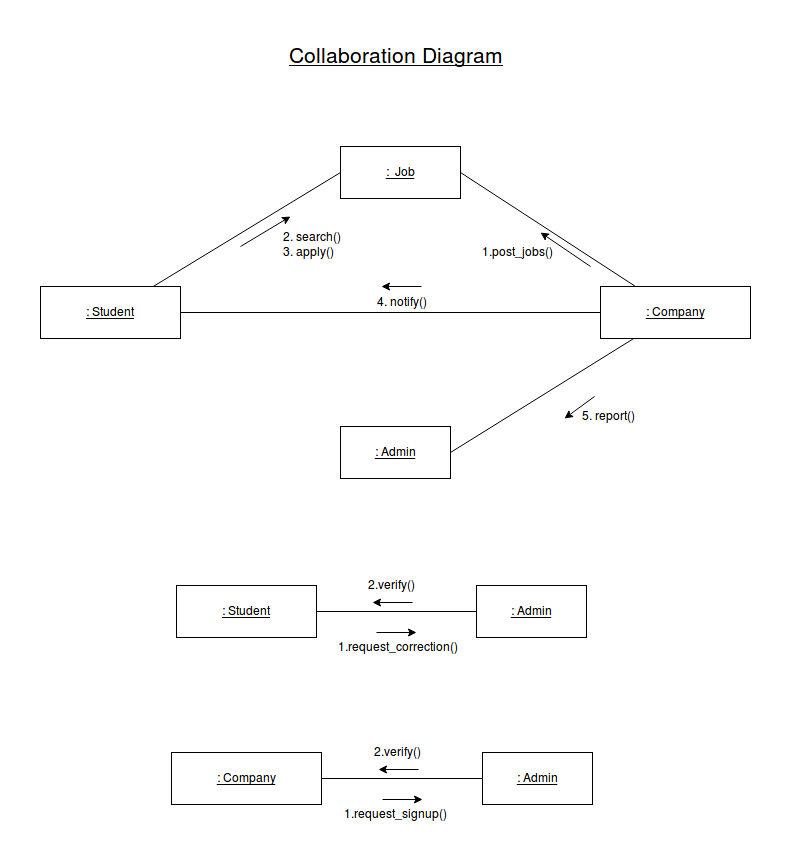 Collaboration Diagram
: Job
2. search()
3. apply()
1.post_jobs()
: Student
4. notify()
: Company
5. report()
: Admin
2.verify()
: Student
: Admin
1.request_correction()
2.verify()
: Company
: Admin
1.request_signup()